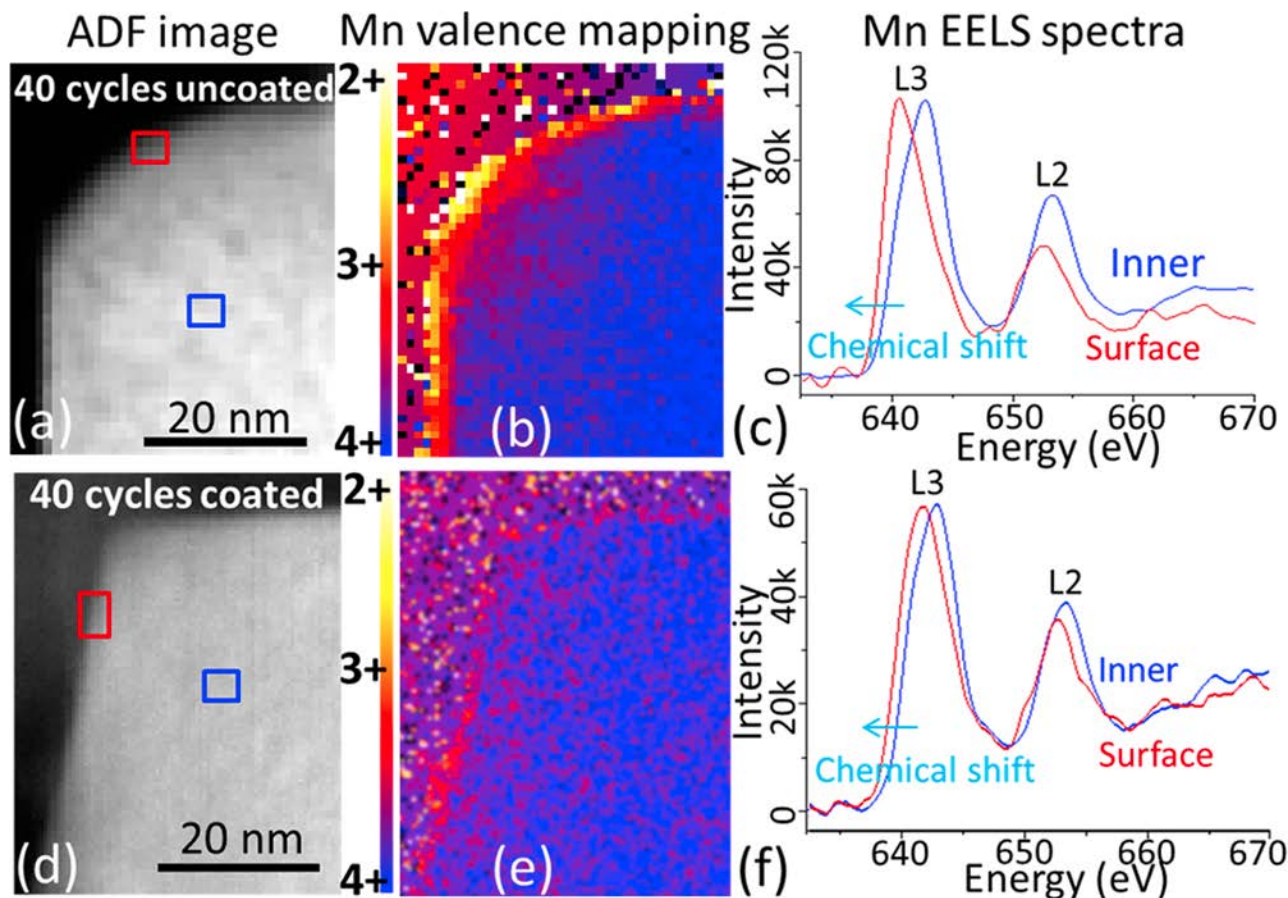 ADF image
Mn valence mapping
Mn EELS spectra
40 cycles uncoated
(a)
20 nm
2+
3+
4+
(b)
Intensity
120k
80k
40k
0
L3
L2
Inner
Chemical shift
Surface
(c)
640
650
660
670
Energy (eV)
40 cycles coated
(d)
20 nm
2+
3+
4+
(e)
Intensity
60k
40k
20k
0
L3
L2
Inner
Chemical shift
Surface
(f)
640
650
660
670
Energy (eV)